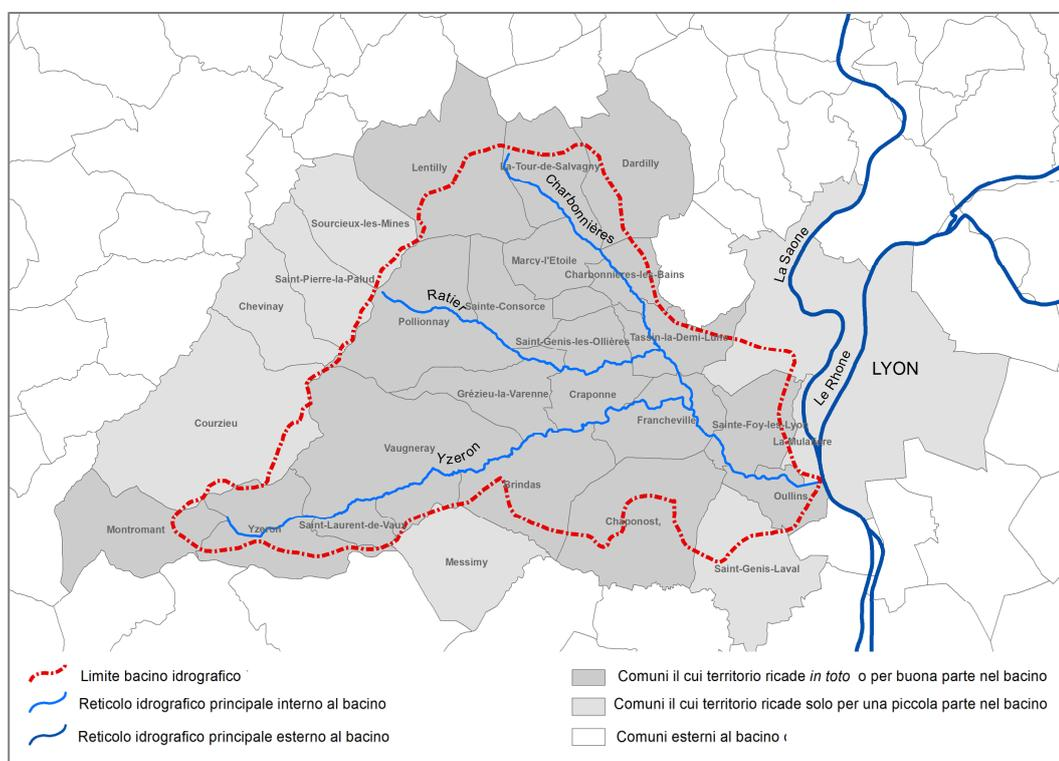 Lentilly
La-Tour-de-Salvagny
Dardilly
Charbonnières
Sourcieux-les-Mines
La Saone
Marcy-l'Etoile
Charbonnières-les-Bains
Saint-Pierre-la-Palud
Chevinay
Ratier
Sainte-Consorce
Pollionnay
Saint-Genis-les-Ollières
Tassin-la-Demi-Lune
Le Rhone
LYON
Grézieu-la-Varenne
Craponne
Courzieu
Francheville
Sainte-Foy-les-Lyon
La Mulatiere
Vaugneray
Yzeron
Brindas
Oullins
Montromant
Yzeron
Saint-Laurent-de-Vaux
Chaponost,
Messimy
Saint-Genis-Laval
Limite bacino idrografico
Reticolo idrografico principale interno al bacino
Reticolo idrografico principale esterno al bacino
Comuni il cui territorio ricade in toto o per buona parte nel bacino
Comuni il cui territorio ricade solo per una piccola parte nel bacino
Comuni esterni al bacino